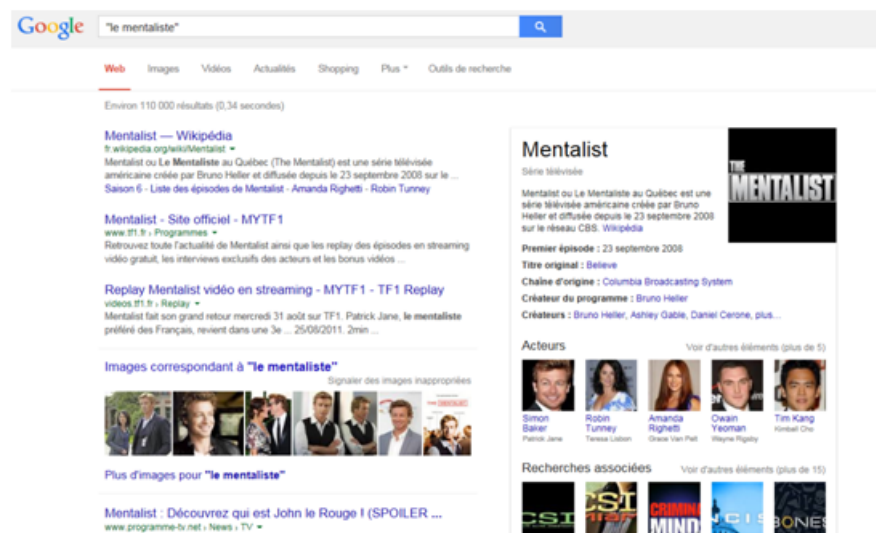 Google
"le mentaliste"
Web Images Vidéos Actualités Shopping Plus Outils de recherche
Environ 110 000 résultats (0,34 secondes)
Mentalist — Wikipédia
fr.wikipedia.org/wiki/Mentalist
Mentalist ou Le Mentaliste au Québec (The Mentalist) est une série télévisée
américaine créée par Bruno Heller et diffusée depuis le 23 septembre 2008 sur le ...
Saison 6 - Liste des épisodes de Mentalist - Amanda Righetti - Robin Tunney
Mentalist - Site officiel - MYTF1
www.tf1.fr › Programmes
Retrouvez toute l'actualité de Mentalist ainsi que les replay des épisodes en streaming
vidéo gratuit, les interviews exclusifs des acteurs et les bonus vidéos ...
Replay Mentalist vidéo en streaming - MYTF1 - TF1 Replay
videos.tf1.fr › Replay
Mentalist fait son grand retour mercredi 31 août sur TF1. Patrick Jane, le mentaliste
préféré des Français, revient dans une 3e ... 25/08/2011. 2min ...
Images correspondant à "le mentaliste"
Signaler des images inappropriées
Plus d'images pour "le mentaliste"
Mentalist : Découvrez qui est John le Rouge ! (SPOILER ...
www.programme-tv.net › News › TV
Mentalist
Série télévisée
THE
MENTALIST
Mentalist ou Le Mentaliste au Québec est une
série télévisée américaine créée par Bruno
Heller et diffusée depuis le 23 septembre 2008
sur le réseau CBS. Wikipédia
Premier épisode : 23 septembre 2008
Titre original : Believe
Chaîne d'origine : Columbia Broadcasting System
Créateur du programme : Bruno Heller
Créateurs : Bruno Heller, Ashley Gable, Daniel Cerone, plus...
Acteurs Voir d'autres éléments (plus de 5)
Simon Robin Amanda Owain Tim Kang
Baker Tunney Righetti Yeoman Kimball Cho
Patrick Jane Teresa Lisbon Grace Van Pelt Wayne Rigsby
Recherches associées Voir d'autres éléments (plus de 15)
CSI CSI CRIMINAL NCIS BONES
MIAMI MINDS